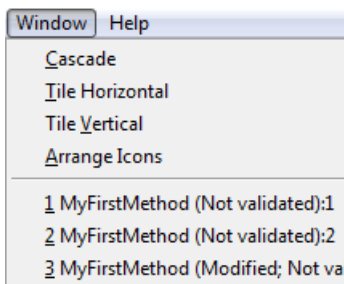 Window Help
Cascade
Tile Horizontal
Tile Vertical
Arrange Icons
1 MyFirstMethod (Not validated):1
2 MyFirstMethod (Not validated):2
3 MyFirstMethod (Modified; Not va